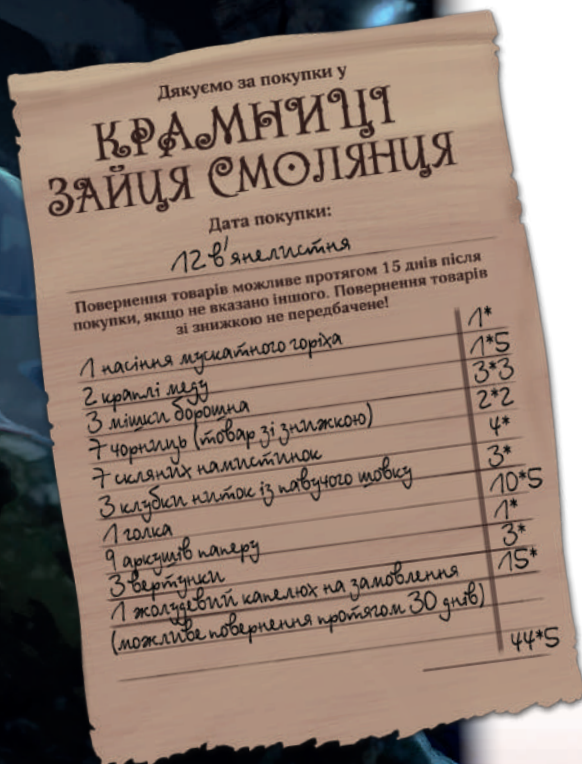 Дякуємо за покупки у
КРАМНИЦІ
ЗАЙЦЯ СМОЛЯНЦЯ
Дата покупки:
12 в'янелистня
Повернення товарів можливе протягом 15 днів після
покупки, якщо не вказано іншого. Повернення товарів
зі знижкою не передбачене!
1 насіння мускатного горіха 1*
2 краплі меду 1*5
3 мішки борошна 3*3
7 чорниць (товар зі знижкою) 2*2
7 скляних намистинок 4*
3 клубки ниток із павучого шовку 3*
1 голка 10*5
9 аркушів паперу 1*
3 вертунки 3*
1 жолудевий капелюх на замовлення 15*
(можливе повернення протягом 30 днів)
44*5